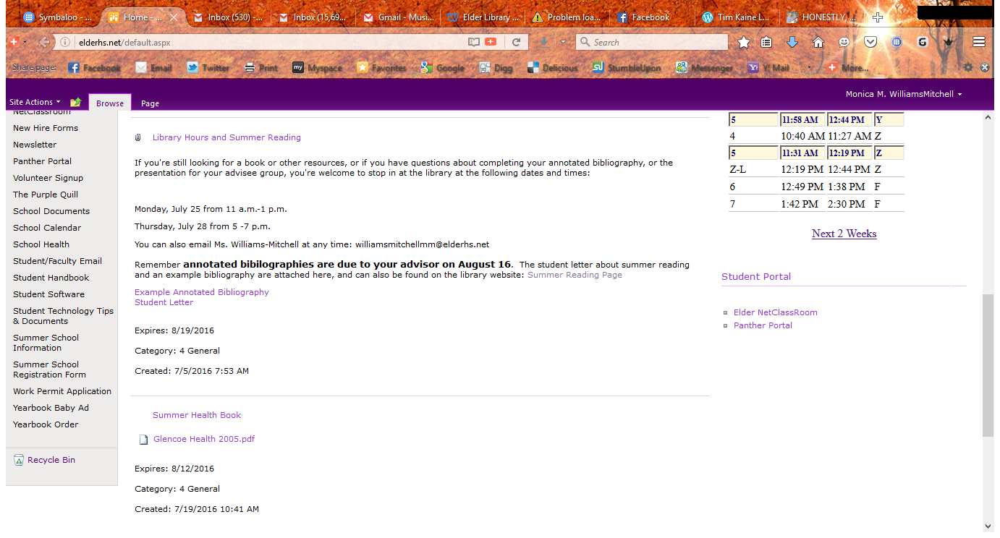 Symbaloo - ...
Home - ...
Inbox (530) - ...
Inbox (15,69...
Gmail - Musi...
Elder Library ...
Problem loa...
Facebook
Tim Kaine L...
HONESTLY, ...
elderhs.net/default.aspx
Search
Share page:
Facebook
Email
Twitter
Print
my
Myspace
Favorites
Google
Digg
Delicious
StumbleUpon
Messenger
Y! Mail
More...
Site Actions
Browse
Page
Monica M. WilliamsMitchell
NetClassroom
New Hire Forms
Newsletter
Panther Portal
Volunteer Signup
The Purple Quill
School Documents
School Calendar
School Health
Student/Faculty Email
Student Handbook
Student Software
Student Technology Tips
& Documents
Summer School
Information
Summer School
Registration Form
Work Permit Application
Yearbook Baby Ad
Yearbook Order
Recycle Bin
Library Hours and Summer Reading
If you're still looking for a book or other resources, or if you have questions about completing your annotated bibliography, or the
presentation for your advisee group, you're welcome to stop in at the library at the following dates and times:
Monday, July 25 from 11 a.m.-1 p.m.
Thursday, July 28 from 5 -7 p.m.
You can also email Ms. Williams-Mitchell at any time: williamsmitchellmm@elderhs.net
Remember annotated bibilographies are due to your advisor on August 16. The student letter about summer reading
and an example bibliography are attached here, and can also be found on the library website: Summer Reading Page
Example Annotated Bibliography
Student Letter
Expires: 8/19/2016
Category: 4 General
Created: 7/5/2016 7:53 AM
Summer Health Book
Glencoe Health 2005.pdf
Expires: 8/12/2016
Category: 4 General
Created: 7/19/2016 10:41 AM
5 11:58 AM 12:44 PM Y
4 10:40 AM 11:27 AM Z
5 11:31 AM 12:19 PM Z
Z-L 12:19 PM 12:44 PM Z
6 12:49 PM 1:38 PM F
7 1:42 PM 2:30 PM F
Next 2 Weeks
Student Portal
Elder NetClassRoom
Panther Portal